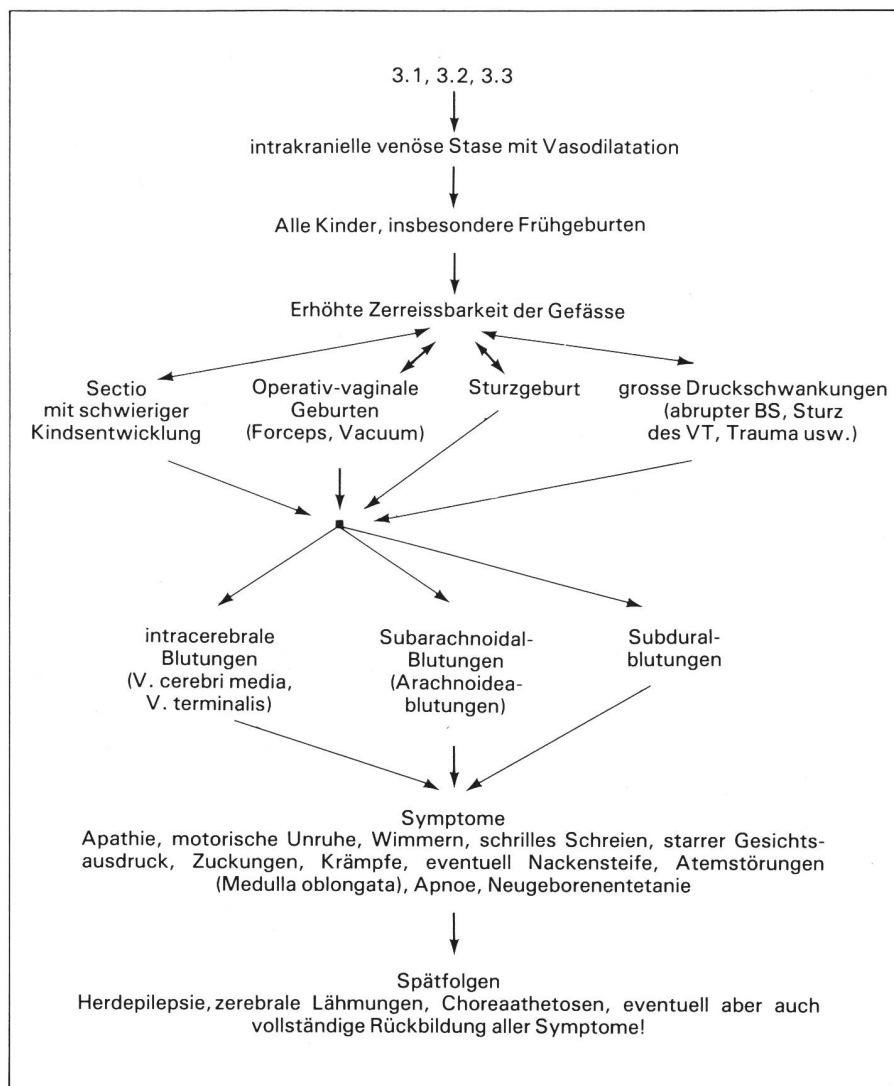 3.1, 3.2, 3.3
intrakranielle venöse Stase mit Vasodilatation
Alle Kinder, insbesondere Frühgeburten
Erhöhte Zerreissbarkeit der Gefässe
Sectio
mit schwieriger
Kindsentwicklung
Operativ-vaginale
Geburten
(Forceps, Vacuum)
Sturzgeburt
grosse Druckschwankungen
(abrupter BS, Sturz
des VT, Trauma usw.)
intracerebrale
Blutungen
(V. cerebri media,
V. terminalis)
Subarachnoidal-
Blutungen
(Arachnoidea-
blutungen)
Subdural-
blutungen
Symptome
Apathie, motorische Unruhe, Wimmern, schrilles Schreien, starrer Gesichts-
ausdruck, Zuckungen, Krämpfe, eventuell Nackensteife, Atemstörungen
(Medulla oblongata), Apnoe, Neugeborenentetanie
Spätfolgen
Herdepilepsie, zerebrale Lähmungen, Choreaathetosen, eventuell aber auch
vollständige Rückbildung aller Symptome!